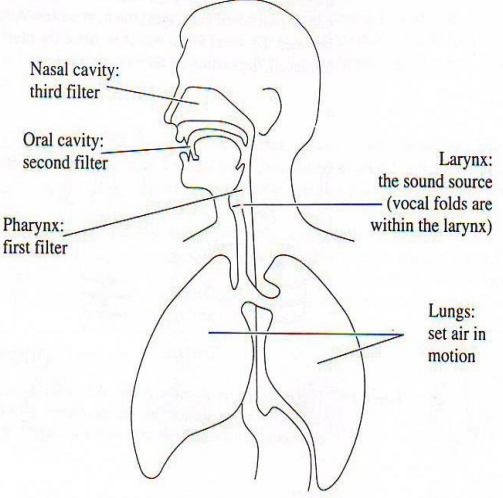 Nasal cavity:
third filter
Oral cavity:
second filter
Pharynx:
first filter
Larynx:
the sound source
(vocal folds are
within the larynx)
Lungs:
set air in
motion